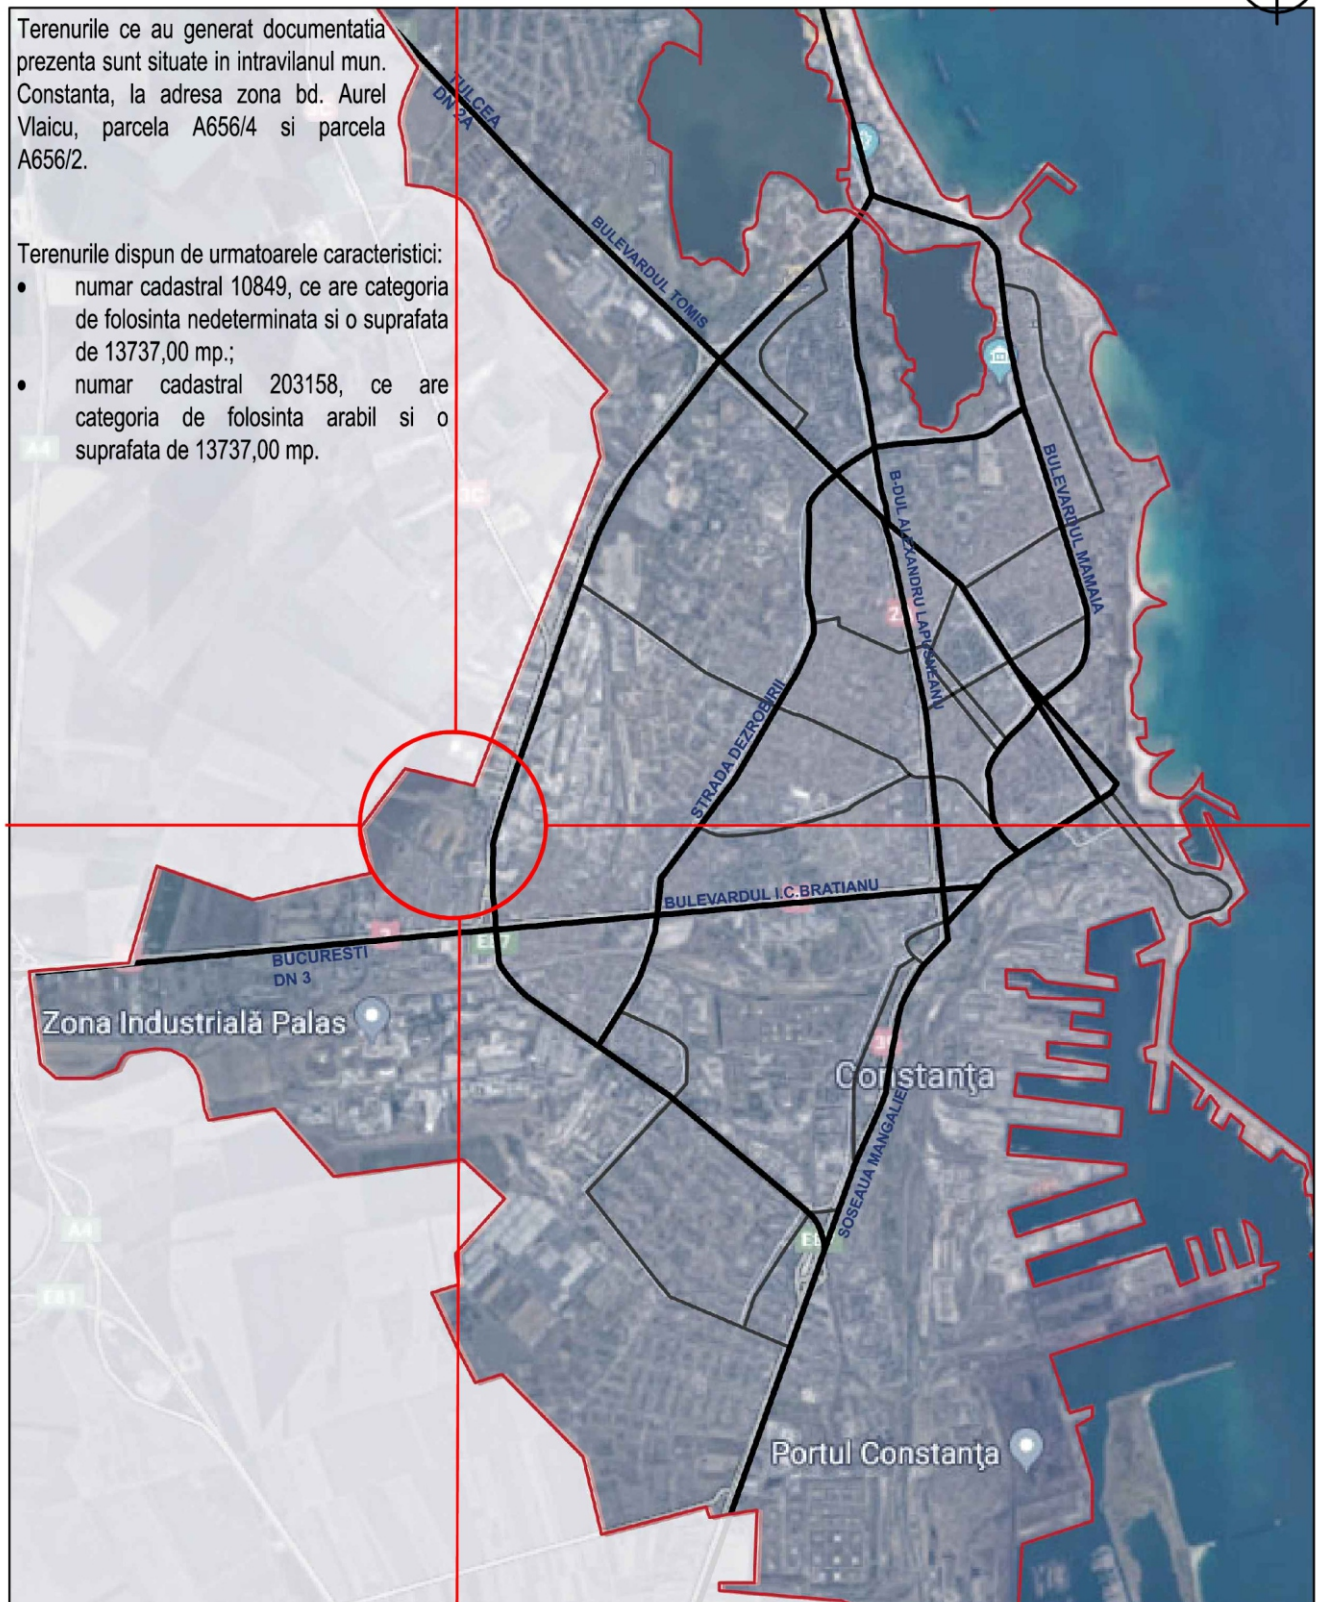 Terenurile ce au generat documentatia
prezenta sunt situate in intravilanul mun.
Constanta, la adresa zona bd. Aurel
Vlaicu, parcela A656/4 si parcela
A656/2.
Terenurile dispun de urmatoarele caracteristici:
• numar cadastral 10849, ce are categoria
de folosinta nedeterminata si o suprafata
de 13737,00 mp.;
• numar cadastral 203158, ce are
categoria de folosinta arabil si o
suprafata de 13737,00 mp.
TULCEA
DN 2A
BULEVARDUL TOMIS
A4
3C
B-DUL ALEXANDRU LAPUSNEANU
BULEVARDUL MAMAIA
STRADA DEZROBIRII
BULEVARDUL I.C.BRATIANU
BUCURESTI
DN 3
3
Zona Industrială Palas
Constanţa
SOSEAUA MANGALIEI
A4
E81
Portul Constanţa